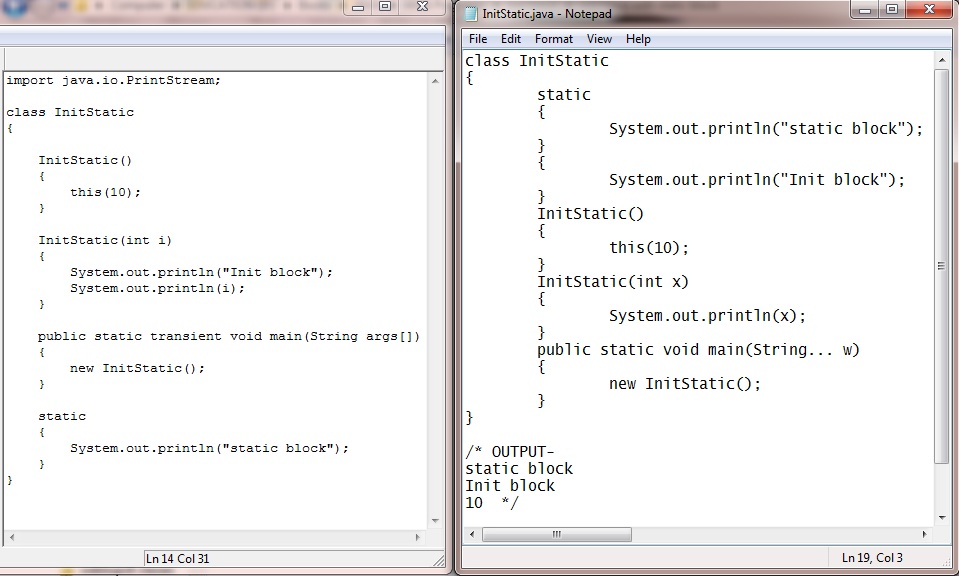 import java.io.PrintStream;
class InitStatic
{
InitStatic()
{
this(10);
}
InitStatic(int i)
{
System.out.println("Init block");
System.out.println(i);
}
public static transient void main(String args[])
{
new InitStatic();
}
static
{
System.out.println("static block");
}
}
Ln 14 Col 31
InitStatic.java - Notepad
File Edit Format View Help
class InitStatic
{
static
{
System.out.println("static block");
}
{
System.out.println("Init block");
}
InitStatic()
{
this(10);
}
InitStatic(int x)
{
System.out.println(x);
}
public static void main(String... w)
{
new InitStatic();
}
}
/* OUTPUT-
static block
Init block
10 */
Ln 19, Col 3